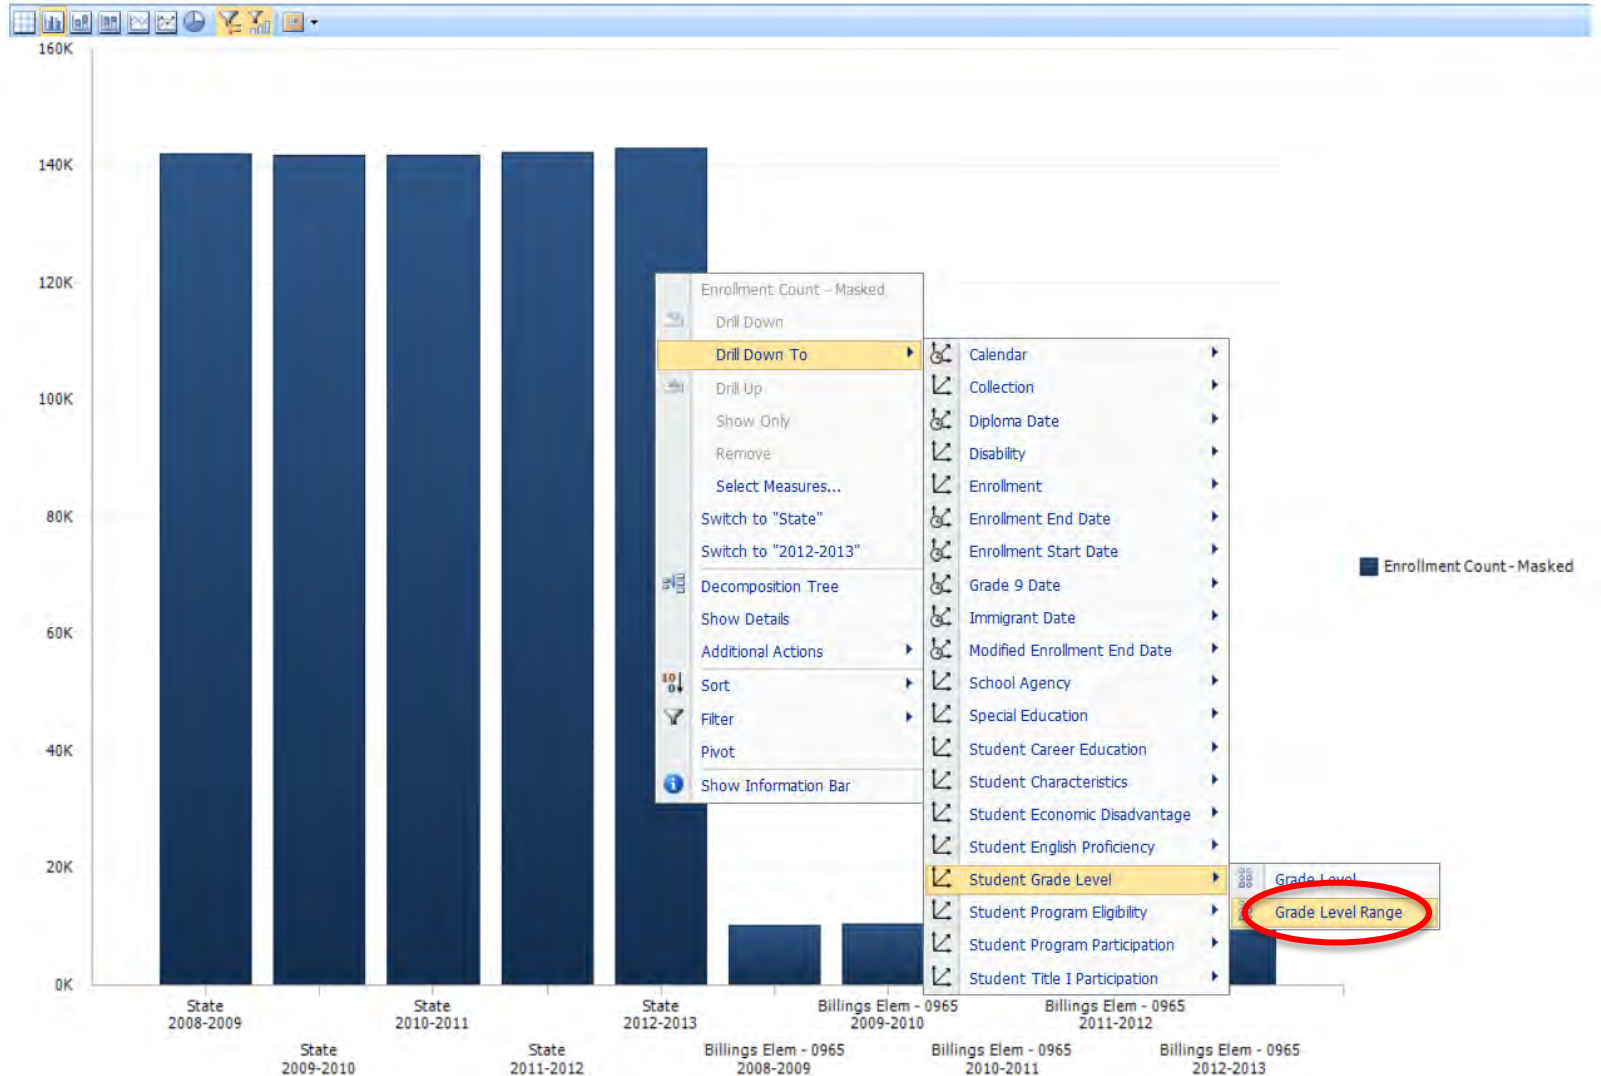 160K
140K
120K
100K
80K
60K
40K
20K
0K
Enrollment Count - Masked
Drill Down
Drill Down To
Drill Up
Show Only
Remove
Select Measures...
Switch to "State"
Switch to "2012-2013"
Decomposition Tree
Show Details
Additional Actions
Sort
Filter
Pivot
Show Information Bar
Calendar
Collection
Diploma Date
Disability
Enrollment
Enrollment End Date
Enrollment Start Date
Grade 9 Date
Immigrant Date
Modified Enrollment End Date
School Agency
Special Education
Student Career Education
Student Characteristics
Student Economic Disadvantage
Student English Proficiency
Student Grade Level
Student Program Eligibility
Student Program Participation
Student Title I Participation
Grade Level
Grade Level Range
Enrollment Count - Masked
State
2008-2009
State
2009-2010
State
2010-2011
State
2011-2012
State
2012-2013
Billings Elem - 0965
2008-2009
Billings Elem - 0965
2009-2010
Billings Elem - 0965
2010-2011
Billings Elem - 0965
2011-2012
Billings Elem - 0965
2012-2013